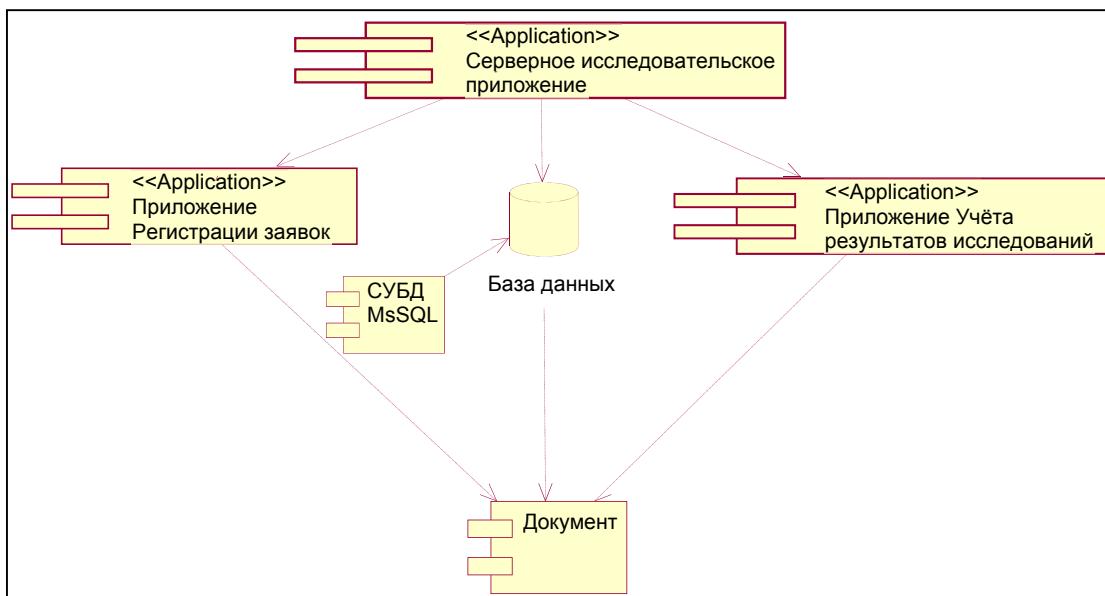 <<Application>>
Серверное исследовательское
приложение
<<Application>>
Приложение
Регистрации заявок
<<Application>>
Приложение Учёта
результатов исследований
База данных
СУБД
MsSQL
Документ